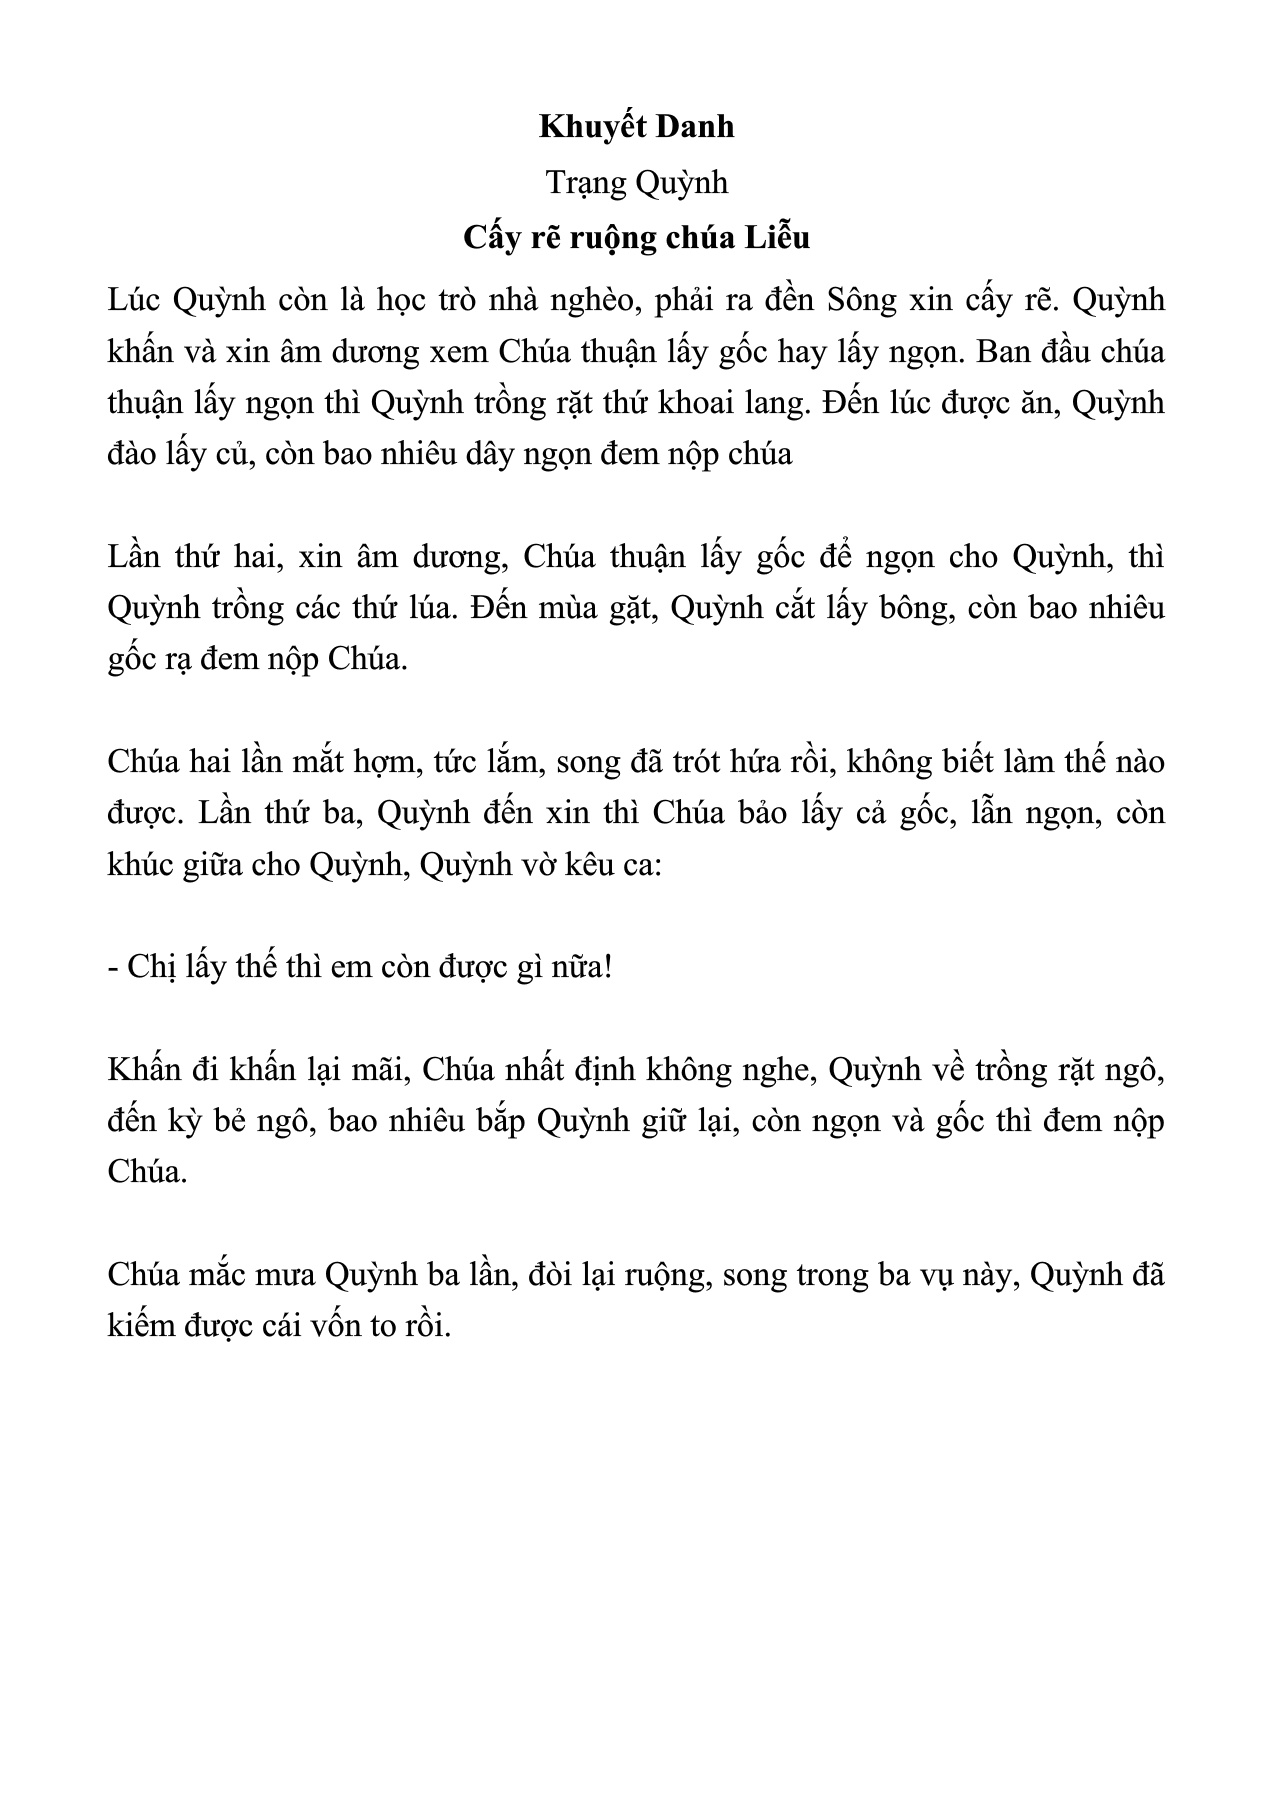 Khuyết Danh
Trạng Quỳnh
Cấy rẽ ruộng chúa Liễu
Lúc Quỳnh còn là học trò nhà nghèo, phải ra đền Sông xin cấy rẽ. Quỳnh
khấn và xin âm dương xem Chúa thuận lấy gốc hay lấy ngọn. Ban đầu chúa
thuận lấy ngọn thì Quỳnh trồng rặt thứ khoai lang. Đến lúc được ăn, Quỳnh
đào lấy củ, còn bao nhiêu dây ngọn đem nộp chúa
Lần thứ hai, xin âm dương, Chúa thuận lấy gốc để ngọn cho Quỳnh, thì
Quỳnh trồng các thứ lúa. Đến mùa gặt, Quỳnh cắt lấy bông, còn bao nhiêu
gốc rạ đem nộp Chúa.
Chúa hai lần mắt hợm, tức lắm, song đã trót hứa rồi, không biết làm thế nào
được. Lần thứ ba, Quỳnh đến xin thì Chúa bảo lấy cả gốc, lẫn ngọn, còn
khúc giữa cho Quỳnh, Quỳnh vờ kêu ca:
- Chị lấy thế thì em còn được gì nữa!
Khấn đi khấn lại mãi, Chúa nhất định không nghe, Quỳnh về trồng rặt ngô,
đến kỳ bẻ ngô, bao nhiêu bắp Quỳnh giữ lại, còn ngọn và gốc thì đem nộp
Chúa.
Chúa mắc mưa Quỳnh ba lần, đòi lại ruộng, song trong ba vụ này, Quỳnh đã
kiếm được cái vốn to rồi.